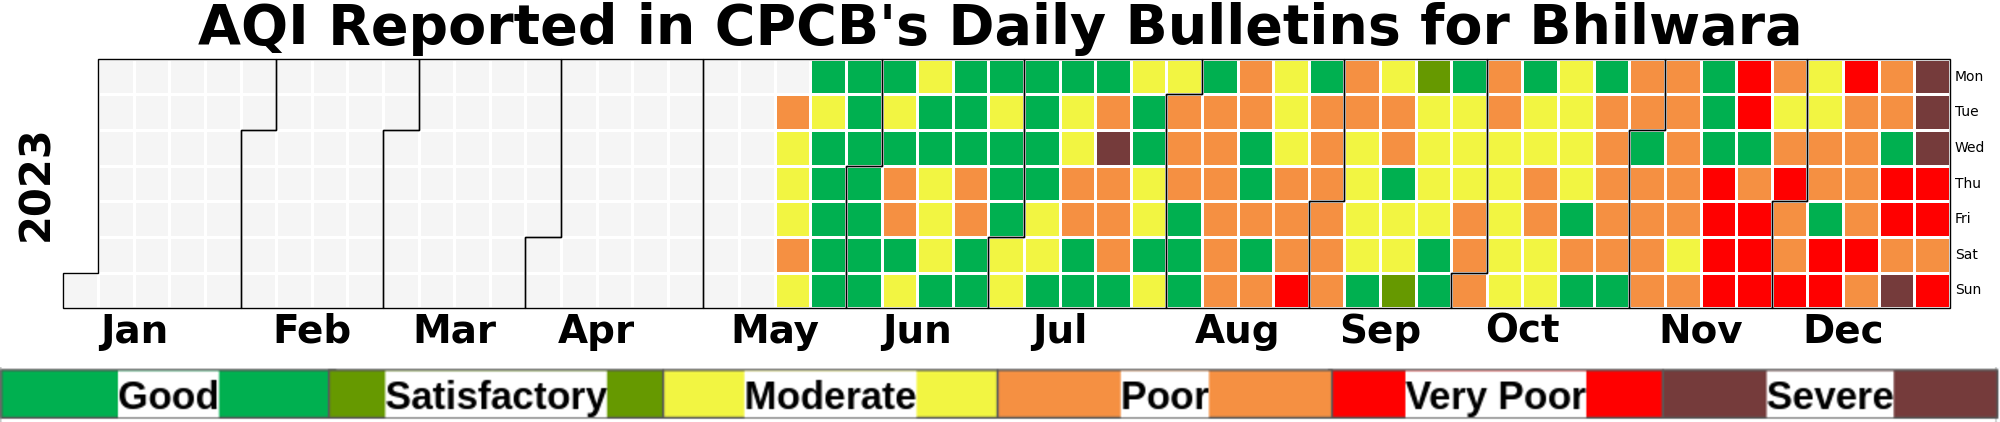 AQI Reported in CPCB's Daily Bulletins for Bhilwara
2023
Mon
Tue
Wed
Thu
Fri
Sat
Sun
Jan Feb Mar Apr May Jun Jul Aug Sep Oct Nov Dec
Good Satisfactory Moderate Poor Very Poor Severe